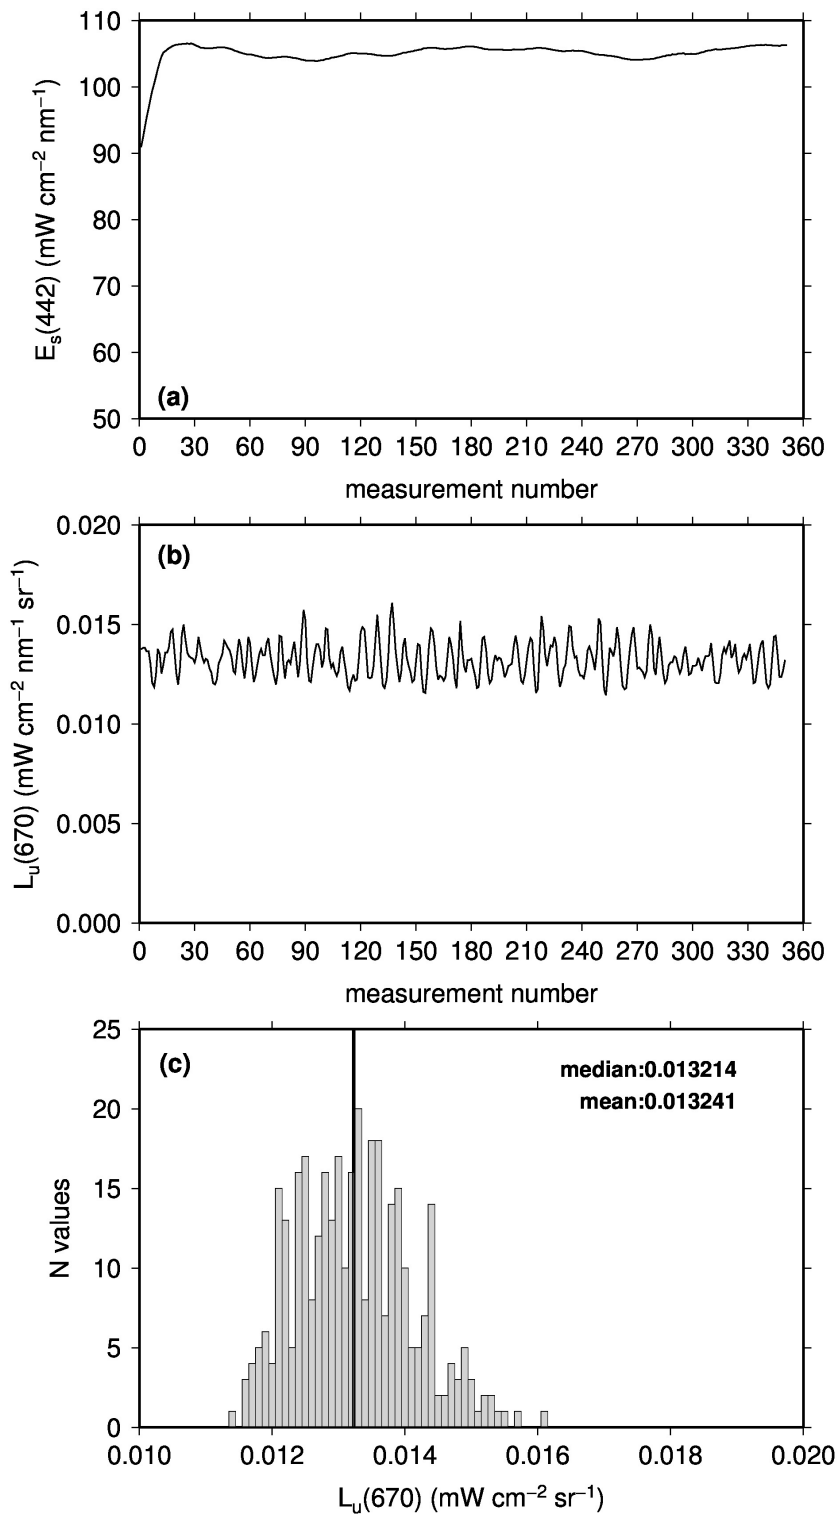 110
100
90
80
70
60
50
E_s(442) (mW cm⁻² nm⁻¹)
(a)
0 30 60 90 120 150 180 210 240 270 300 330 360
measurement number
0.020
0.015
0.010
0.005
0.000
L_u(670) (mW cm⁻² nm⁻¹ sr⁻¹)
(b)
0 30 60 90 120 150 180 210 240 270 300 330 360
measurement number
25
20
15
10
5
0
N values
(c)
median:0.013214
mean:0.013241
0.010 0.012 0.014 0.016 0.018 0.020
L_u(670) (mW cm⁻² sr⁻¹)